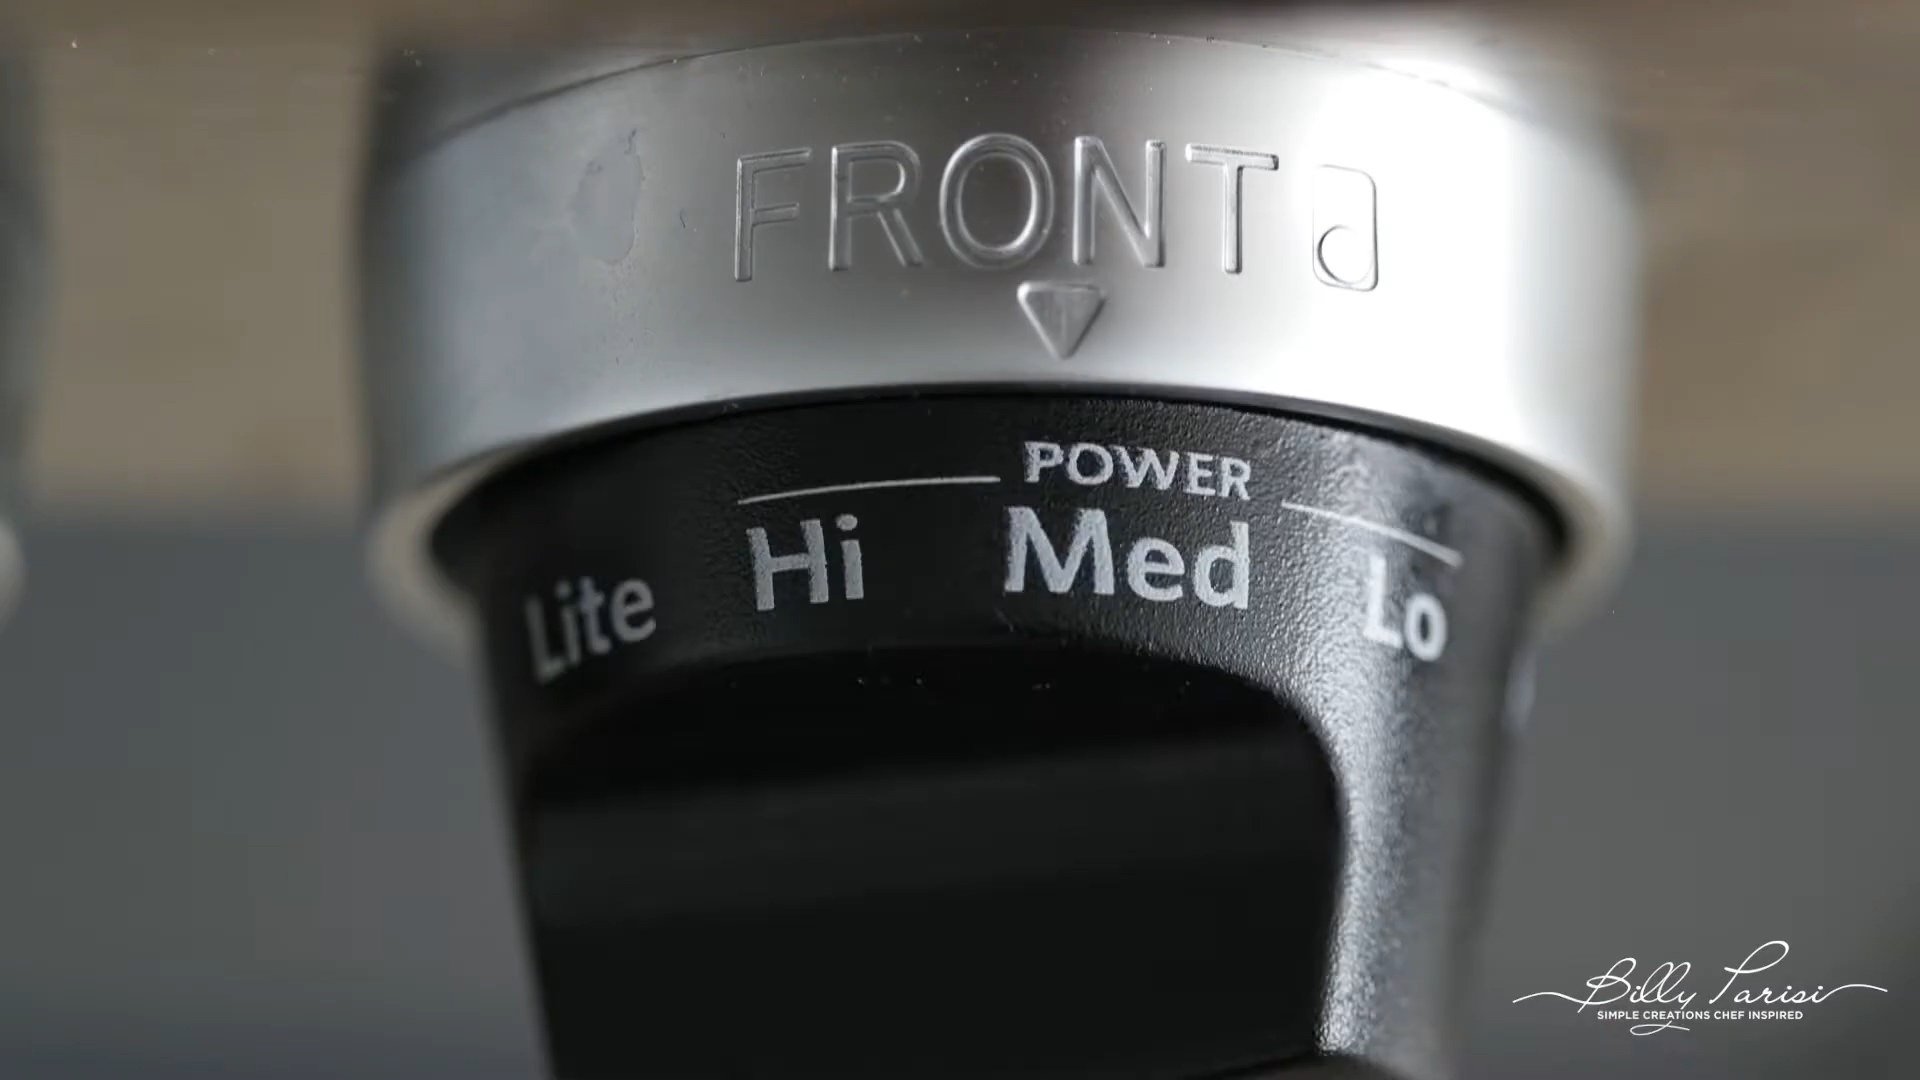 FRONT
POWER
Lite Hi Med Lo
Billy Parisi
SIMPLE CREATIONS CHEF INSPIRED